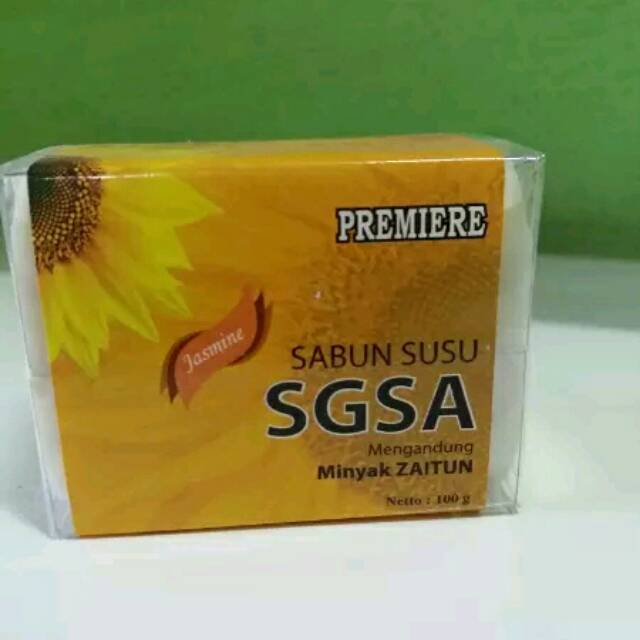 PREMIERE
Jasmine
SABUN SUSU
SGSA
Mengandung
Minyak ZAITUN
Netto : 100 g